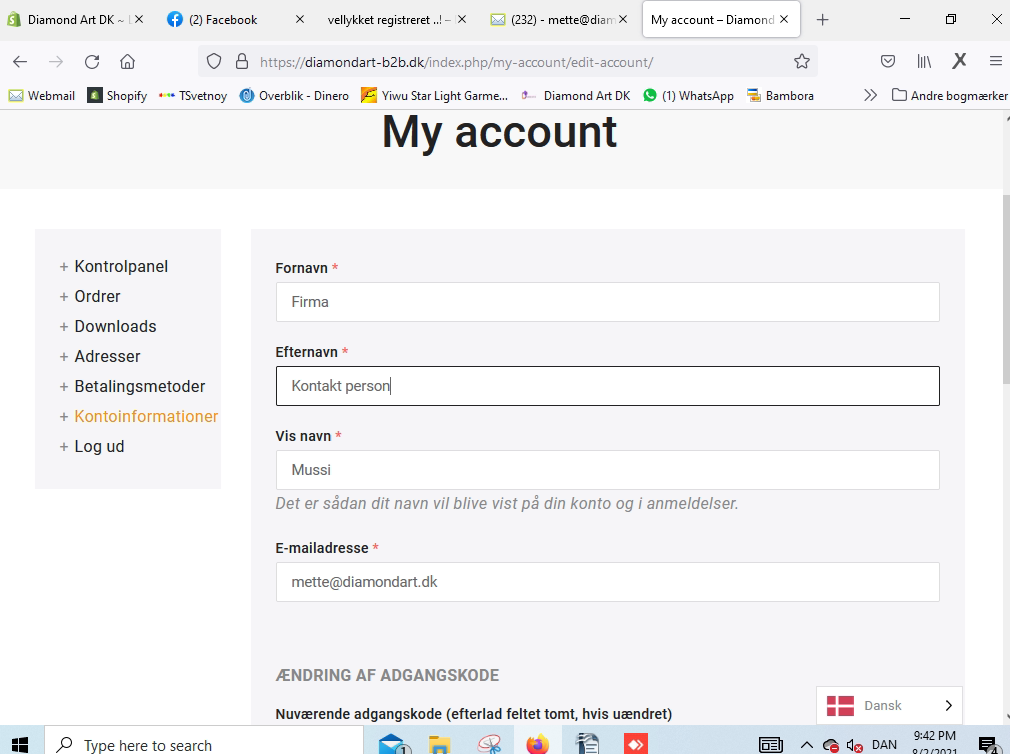 Diamond Art DK ~
(2) Facebook
vellykket registreret ..! –
(232) - mette@diam
My account – Diamond
https://diamondart-b2b.dk/index.php/my-account/edit-account/
Webmail
Shopify
TSvetnoy
Overblik - Dinero
Yiwu Star Light Garme...
Diamond Art DK
(1) WhatsApp
Bambora
Andre bogmærker
My account
+ Kontrolpanel
+ Ordrer
+ Downloads
+ Adresser
+ Betalingsmetoder
+ Kontoinformationer
+ Log ud
Fornavn *
Firma
Efternavn *
Kontakt person
Vis navn *
Mussi
Det er sådan dit navn vil blive vist på din konto og i anmeldelser.
E-mailadresse *
mette@diamondart.dk
ÆNDRING AF ADGANGSKODE
Nuværende adgangskode (efterlad feltet tomt, hvis uændret)
Dansk
Type here to search
1
DAN
9:42 PM
8/2/2021
4